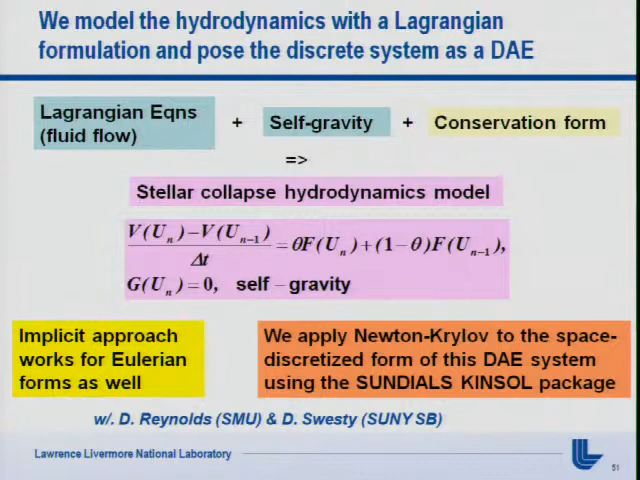 We model the hydrodynamics with a Lagrangian
formulation and pose the discrete system as a DAE
Lagrangian Eqns
(fluid flow)
+ Self-gravity + Conservation form
=>
Stellar collapse hydrodynamics model
V(Uₙ)−V(Uₙ₋₁)
Δt
=θF(Uₙ)+(1−θ)F(Uₙ₋₁),
G(Uₙ)=0, self−gravity
Implicit approach
works for Eulerian
forms as well
We apply Newton-Krylov to the space-
discretized form of this DAE system
using the SUNDIALS KINSOL package
w/. D. Reynolds (SMU) & D. Swesty (SUNY SB)
Lawrence Livermore National Laboratory
51